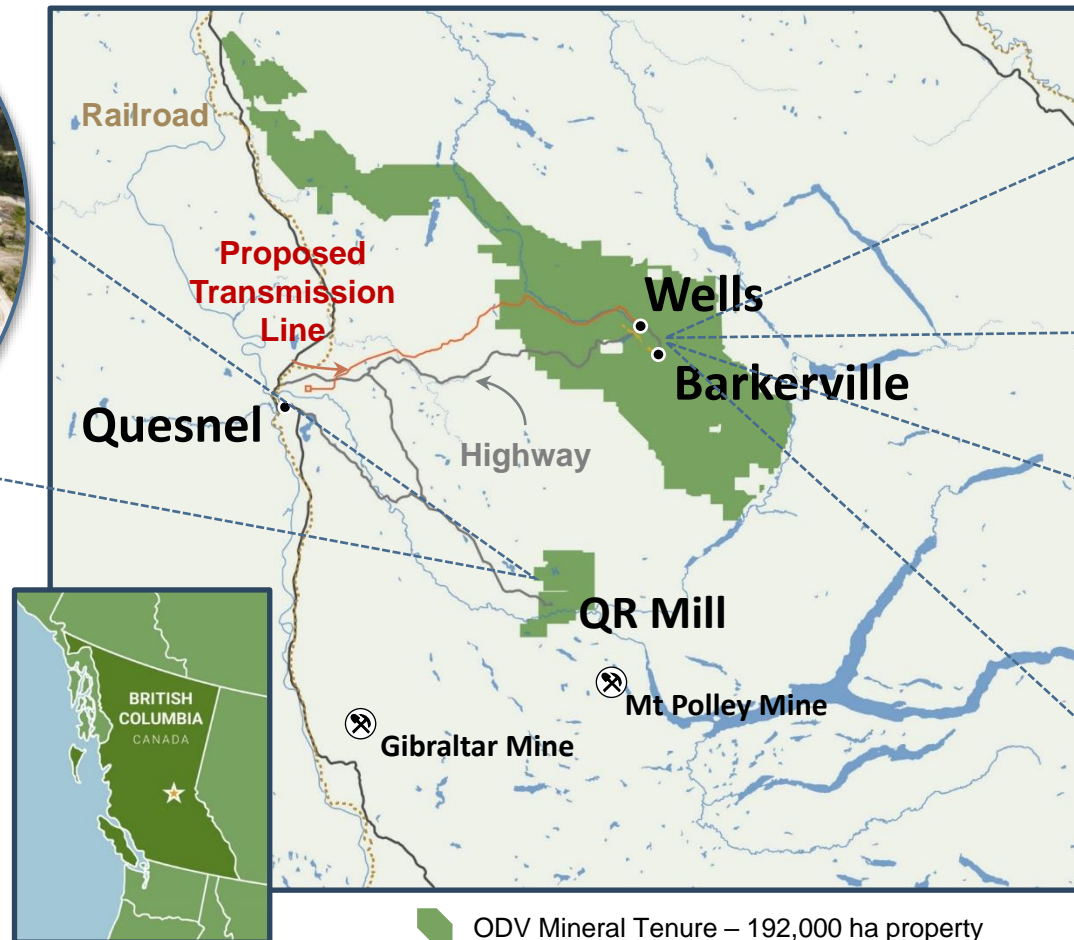 Railroad
Proposed
Transmission
Line
Wells
Barkerville
Quesnel
Highway
QR Mill
Mt Polley Mine
Gibraltar Mine
BRITISH
COLUMBIA
CANADA
ODV Mineral Tenure – 192,000 ha property